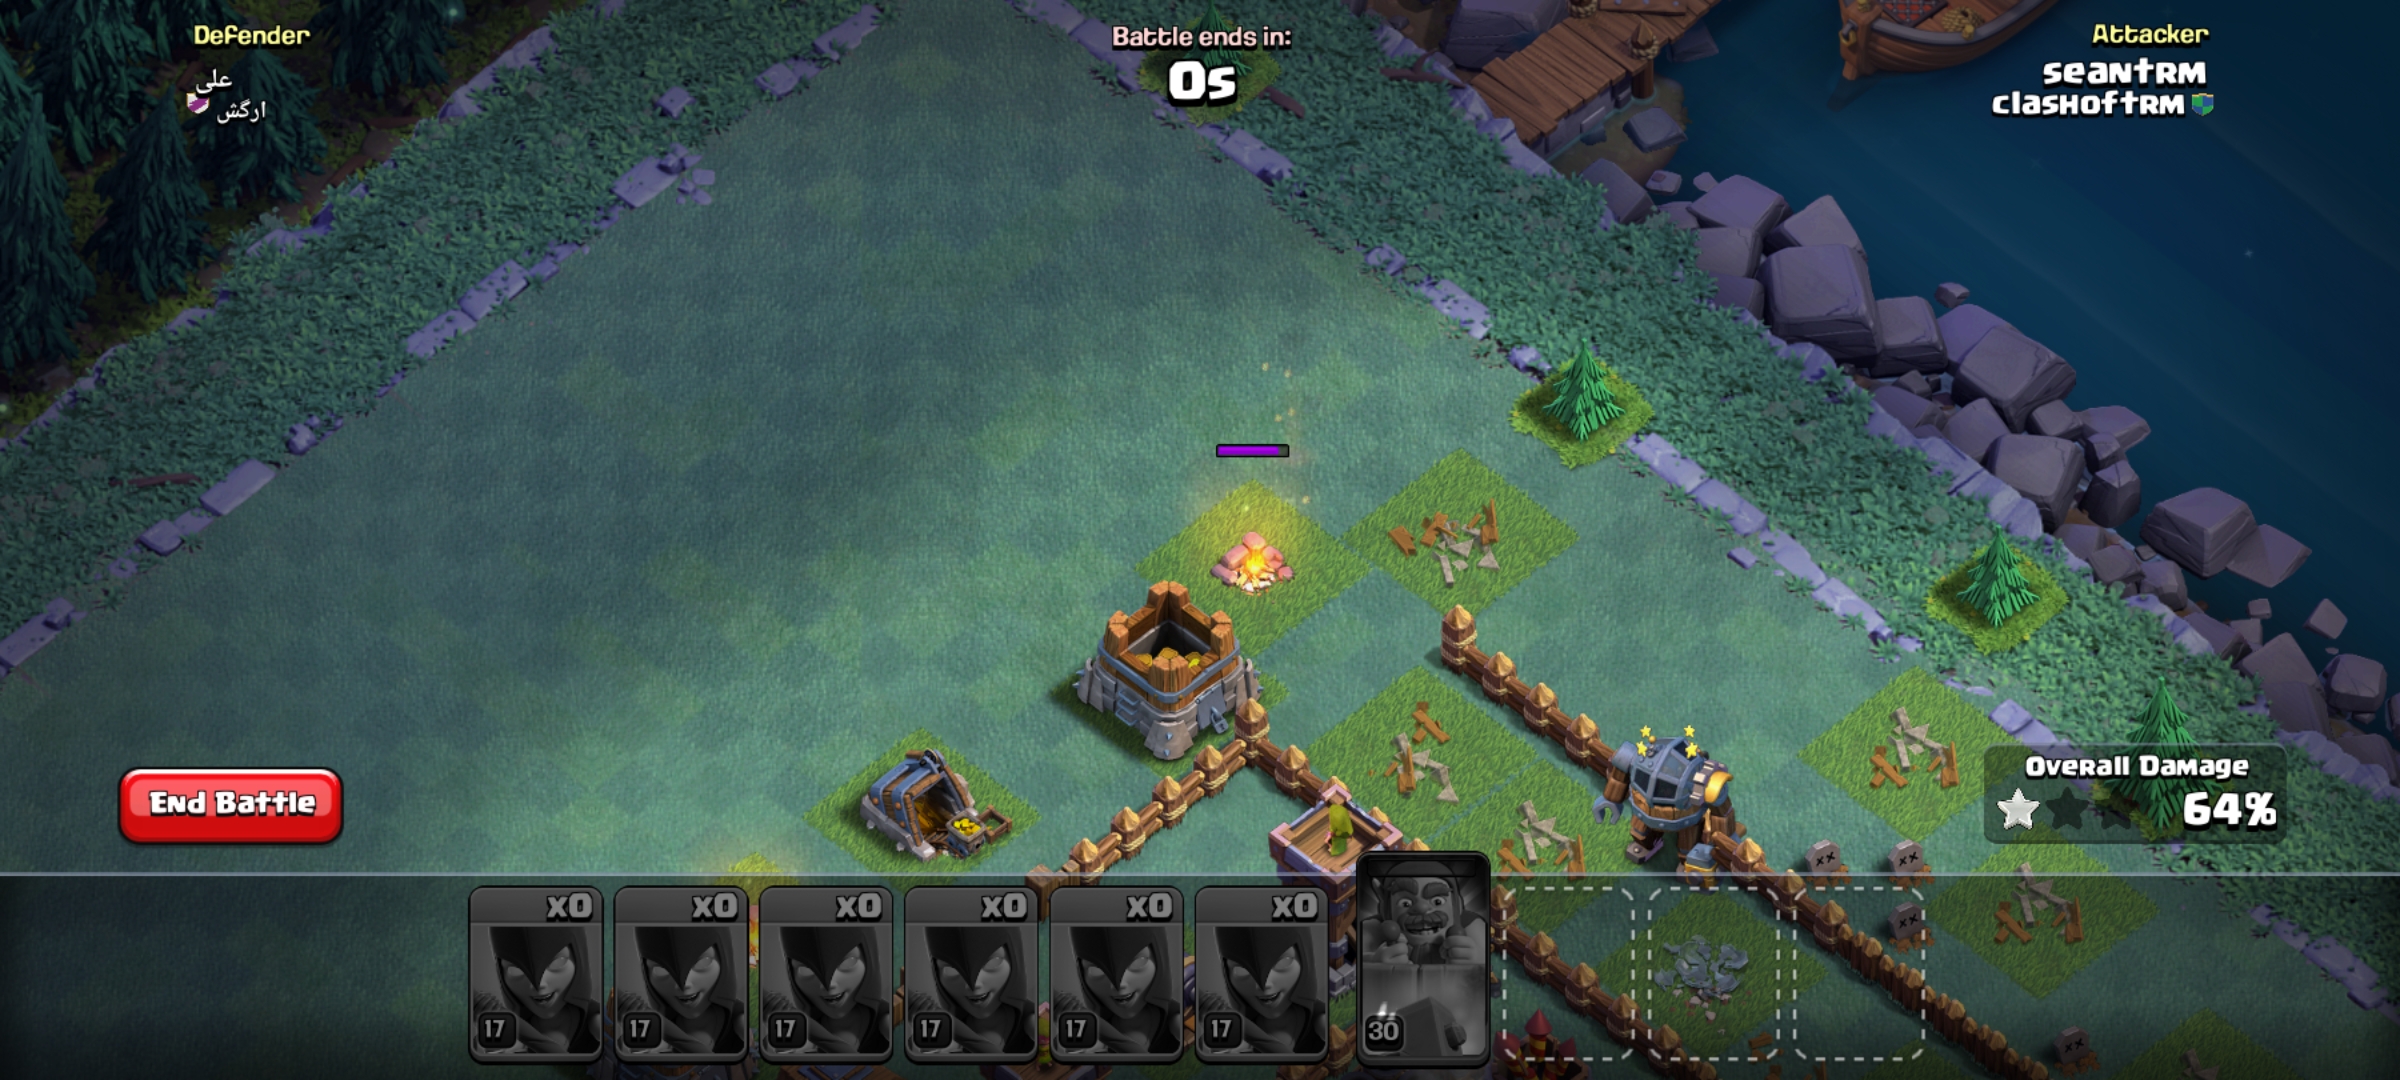 Defender
علی
ارگش
Battle ends in:
0s
Attacker
seantRM
clashoftRM
End Battle
Overall Damage
64%
x0 x0 x0 x0 x0 x0
17 17 17 17 17 17 30